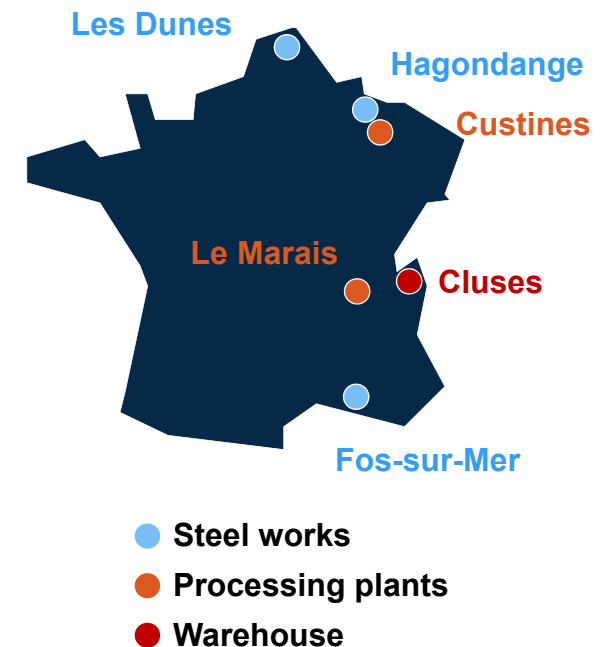 Les Dunes
Hagondange
Custines
Le Marais
Cluses
Fos-sur-Mer
Steel works
Processing plants
Warehouse